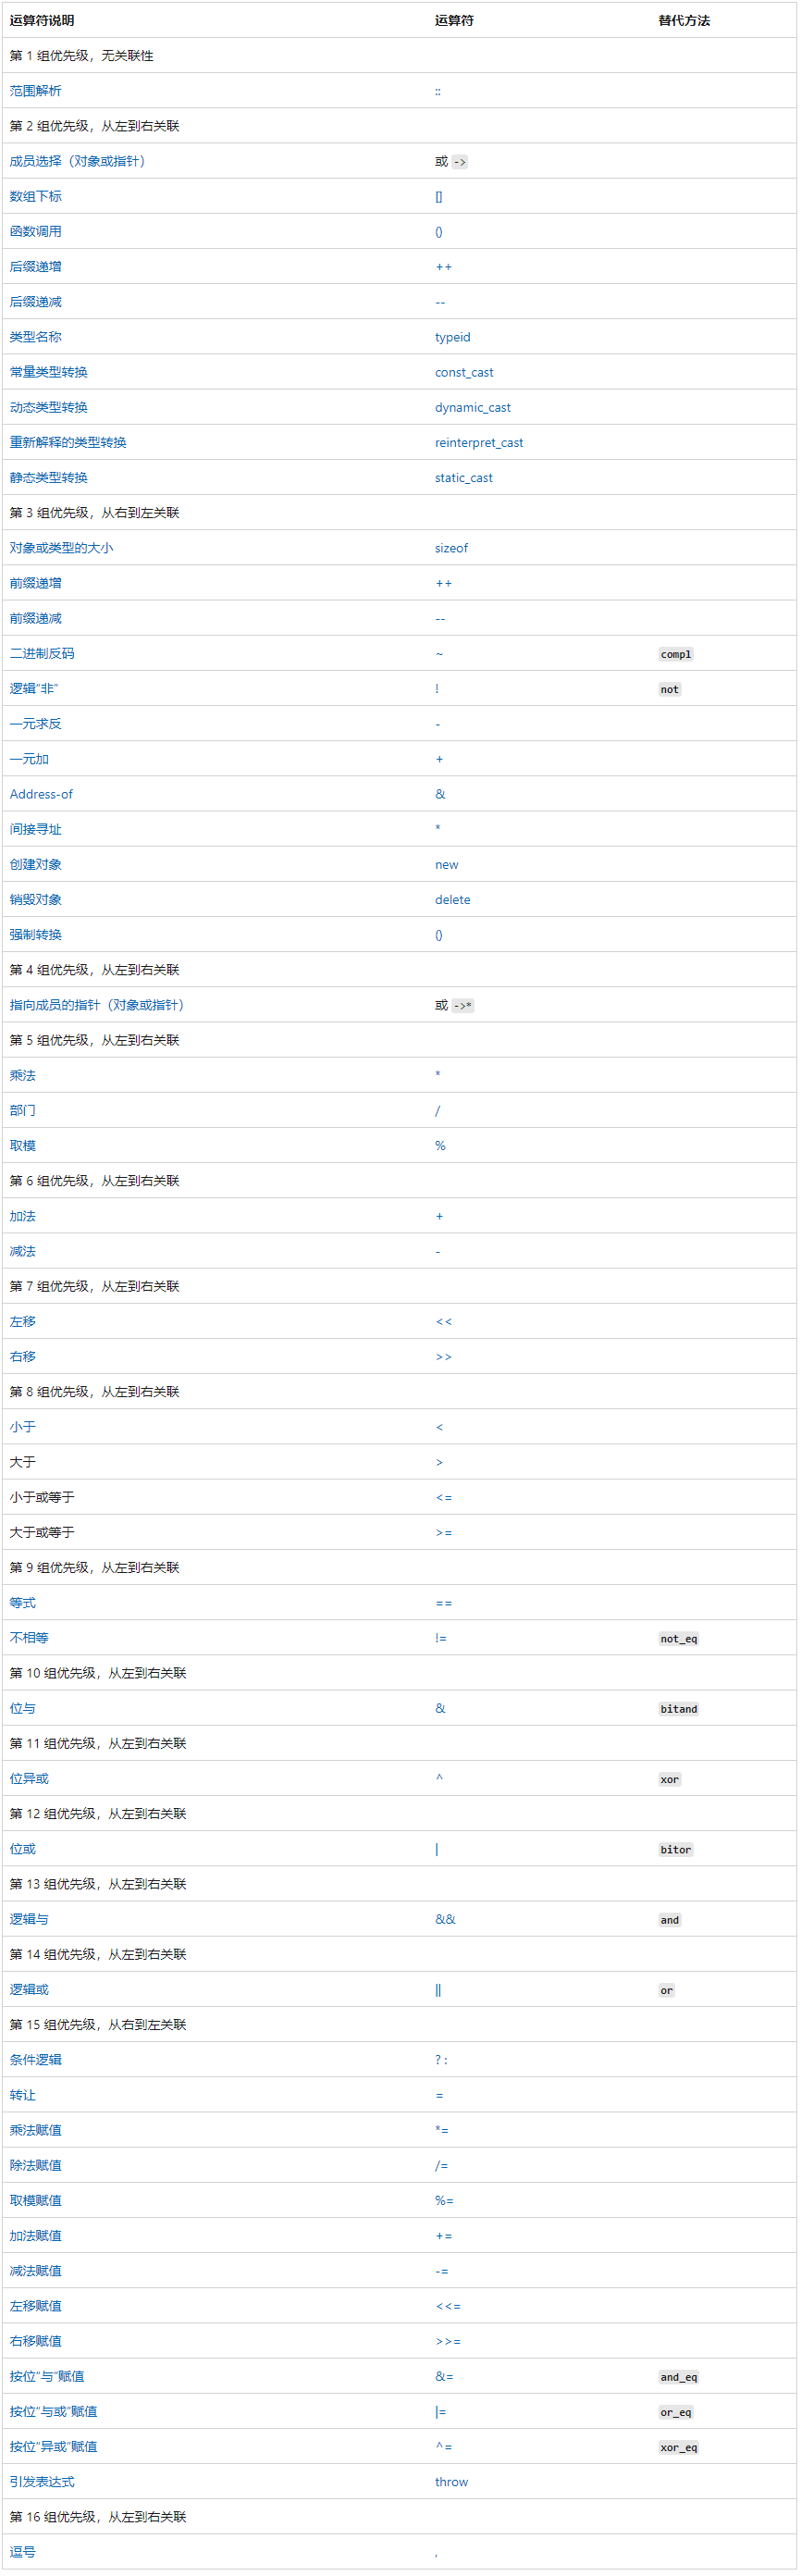 运算符说明 运算符 替代方法
第 1 组优先级，无关联性
范围解析 ::
第 2 组优先级，从左到右关联
成员选择（对象或指针） 或 ->
数组下标 []
函数调用 ()
后缀递增 ++
后缀递减 --
类型名称 typeid
常量类型转换 const_cast
动态类型转换 dynamic_cast
重新解释的类型转换 reinterpret_cast
静态类型转换 static_cast
第 3 组优先级，从右到左关联
对象或类型的大小 sizeof
前缀递增 ++
前缀递减 --
二进制反码 ~ compl
逻辑“非” ! not
一元求反 -
一元加 +
Address-of &
间接寻址 *
创建对象 new
销毁对象 delete
强制转换 ()
第 4 组优先级，从左到右关联
指向成员的指针（对象或指针） 或 ->*
第 5 组优先级，从左到右关联
乘法 *
部门 /
取模 %
第 6 组优先级，从左到右关联
加法 +
减法 -
第 7 组优先级，从左到右关联
左移 <<
右移 >>
第 8 组优先级，从左到右关联
小于 <
大于 >
小于或等于 <=
大于或等于 >=
第 9 组优先级，从左到右关联
等式 ==
不相等 != not_eq
第 10 组优先级，从左到右关联
位与 & bitand
第 11 组优先级，从左到右关联
位异或 ^ xor
第 12 组优先级，从左到右关联
位或 | bitor
第 13 组优先级，从左到右关联
逻辑与 && and
第 14 组优先级，从左到右关联
逻辑或 || or
第 15 组优先级，从右到左关联
条件逻辑 ? :
转让 =
乘法赋值 *=
除法赋值 /=
取模赋值 %=
加法赋值 +=
减法赋值 -=
左移赋值 <<=
右移赋值 >>=
按位“与”赋值 &= and_eq
按位“与或”赋值 |= or_eq
按位“异或”赋值 ^= xor_eq
引发表达式 throw
第 16 组优先级，从左到右关联
逗号 ,